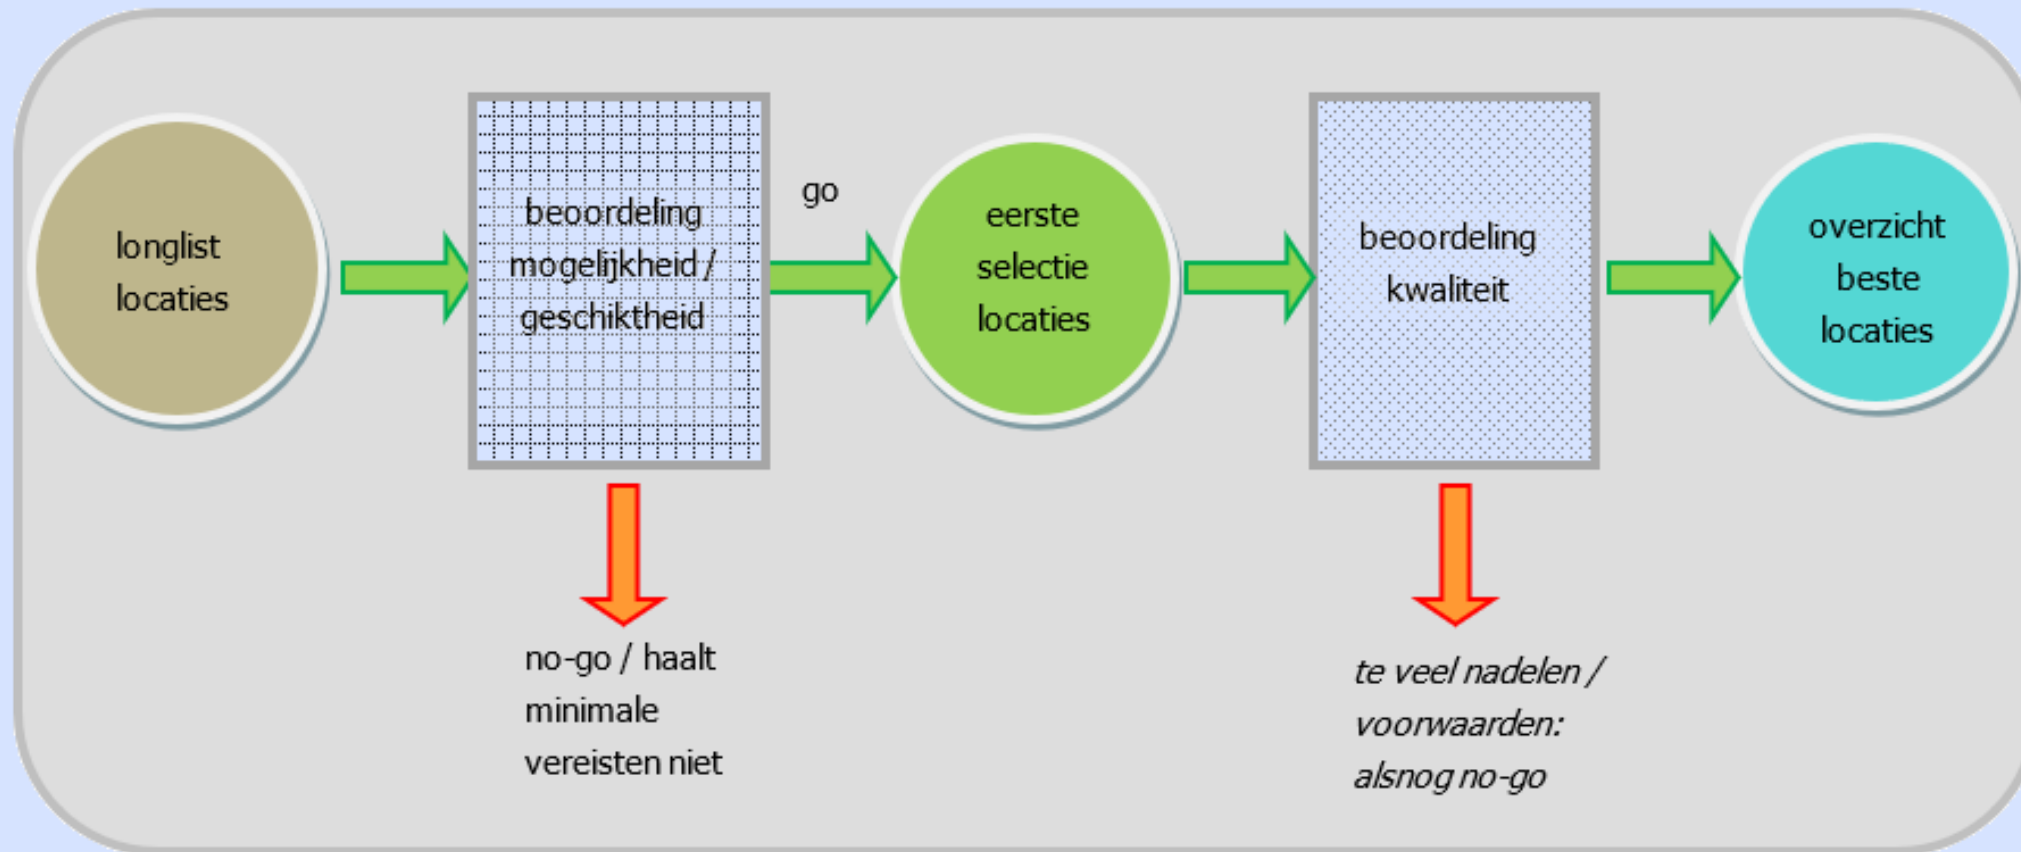 longlist
locaties
beoordeling
mogelijkheid /
geschiktheid
go
eerste
selectie
locaties
beoordeling
kwaliteit
overzicht
beste
locaties
no-go / haalt
minimale
vereisten niet
te veel nadelen /
voorwaarden:
alsnog no-go